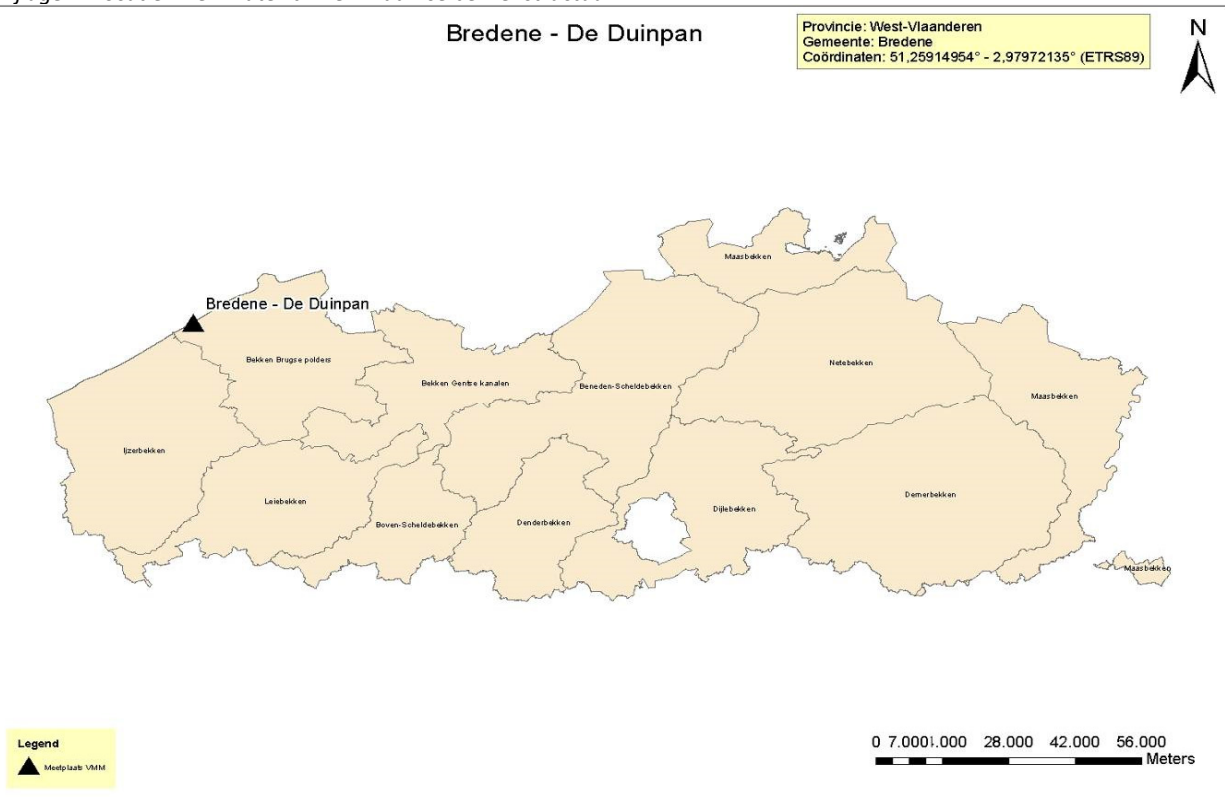 Bredene - De Duinpan
Provincie: West-Vlaanderen
Gemeente: Bredene
Coördinaten: 51,25914954° - 2,97972135° (ETRS89)
N
Maasbekken
Bredene - De Duinpan
Bekken Brugse polders
Bekken Gentse kanalen
Beneden-Scheldebekken
Netebekken
Maasbekken
Ijzerbekken
Leiebekken
Boven-Scheldebekken
Denderbekken
Dijlebekken
Demerbekken
Maasbekken
Legend
Meetplaats VMM
0 7.000 28.000 42.000 56.000
Meters